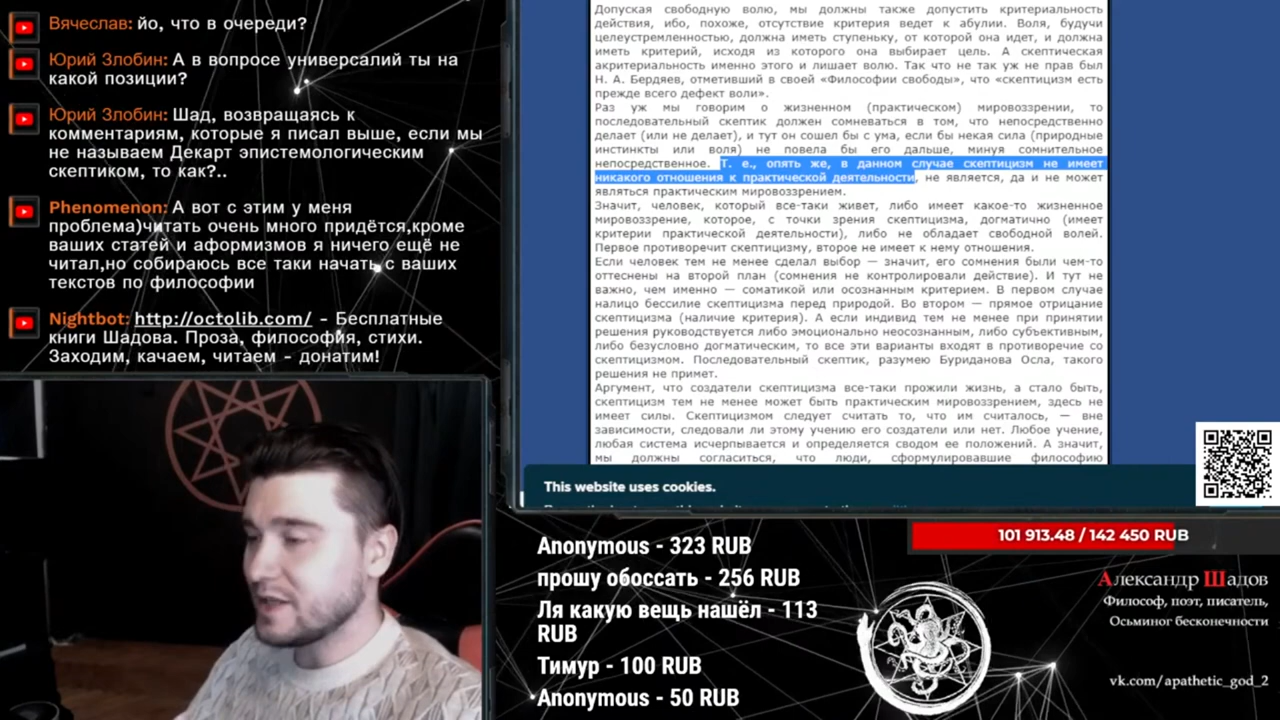 Вячеслав: йо, что в очереди?
Юрий Злобин: А в вопросе универсалий ты на
какой позиции?
Юрий Злобин: Шад, возвращаясь к
комментариям, которые я писал выше, если мы
не называем Декарт эпистемологическим
скептиком, то как?..
Phenomenon: А вот с этим у меня
проблема)читать очень много придётся,кроме
ваших статей и аформизмов я ничего ещё не
читал,но собираюсь все таки начать с ваших
текстов по философии
Nightbot: http://octolib.com/ - Бесплатные
книги Шадова. Проза, философия, стихи.
Заходим, качаем, читаем - донатим!
Допуская свободную волю, мы должны также допустить критериальность
действия, ибо, похоже, отсутствие критерия ведет к абулии. Воля, будучи
целеустремленностью, должна иметь ступеньку, от которой она идет, и должна
иметь критерий, исходя из которого она выбирает цель. А скептическая
акритериальность именно этого и лишает волю. Так что не так уж не прав был
Н. А. Бердяев, отметивший в своей «Философии свободы», что «скептицизм есть
прежде всего дефект воли».
Раз уж мы говорим о жизненном (практическом) мировоззрении, то
последовательный скептик должен сомневаться в том, что непосредственно
делает (или не делает), и тут он сошел бы с ума, если бы некая сила (природные
инстинкты или воля) не повела бы его дальше, минуя сомнительное
непосредственное. Т. е., опять же, в данном случае скептицизм не имеет
никакого отношения к практической деятельности, не является, да и не может
являться практическим мировоззрением.
Значит, человек, который все-таки живет, либо имеет какое-то жизненное
мировоззрение, которое, с точки зрения скептицизма, догматично (имеет
критерии практической деятельности), либо не обладает свободной волей.
Первое противоречит скептицизму, второе не имеет к нему отношения.
Если человек тем не менее сделал выбор — значит, его сомнения были чем-то
оттеснены на второй план (сомнения не контролировали действие). И тут не
важно, чем именно — соматикой или осознанным критерием. В первом случае
налицо бессилие скептицизма перед природой. Во втором — прямое отрицание
скептицизма (наличие критерия). А если индивид тем не менее при принятии
решения руководствуется либо эмоционально неосознанным, либо субъективным,
либо безусловно догматическим, то все эти варианты входят в противоречие со
скептицизмом. Последовательный скептик, разумею Буриданова Осла, такого
решения не примет.
Аргумент, что создатели скептицизма все-таки прожили жизнь, а стало быть,
скептицизм тем не менее может быть практическим мировоззрением, здесь не
имеет силы. Скептицизмом следует считать то, что им считалось, — вне
зависимости, следовали ли этому учению его создатели или нет. Любое учение,
любая система исчерпывается и определяется сводом ее положений. А значит,
мы должны согласиться, что люди, сформулировавшие философию
This website uses cookies.
Anonymous - 323 RUB
прошу обоссать - 256 RUB
Ля какую вещь нашёл - 113
RUB
Тимур - 100 RUB
Anonymous - 50 RUB
101 913.48 / 142 450 RUB
Александр Шадов
Философ, поэт, писатель,
Осьминог бесконечности
vk.com/apathetic_god_2